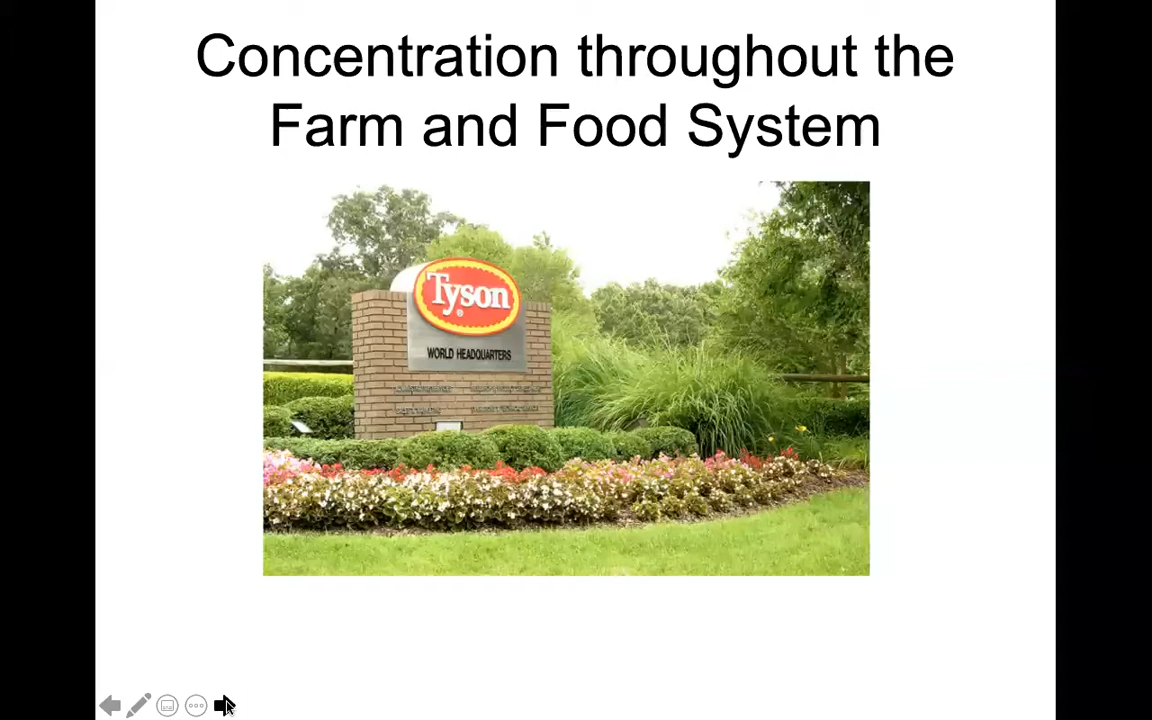 Concentration throughout the
Farm and Food System
Tyson
®
WORLD HEADQUARTERS